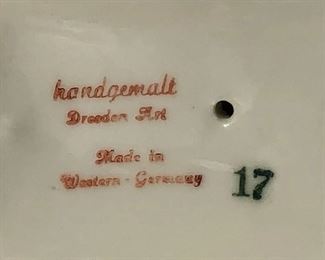 handgemalt
Dresden Art
Made in
Western - Germany
17